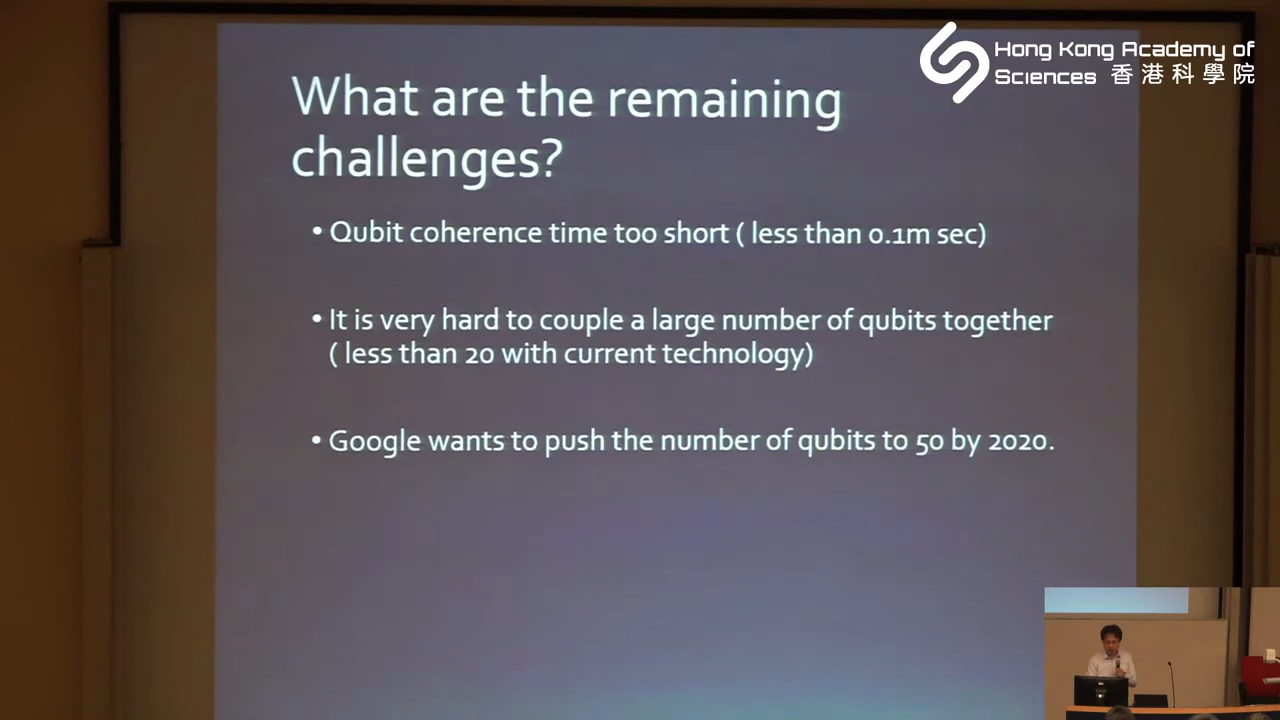 Hong Kong Academy of
Sciences 香港科學院
What are the remaining
challenges?
• Qubit coherence time too short ( less than 0.1m sec)
• It is very hard to couple a large number of qubits together
( less than 20 with current technology)
• Google wants to push the number of qubits to 50 by 2020.